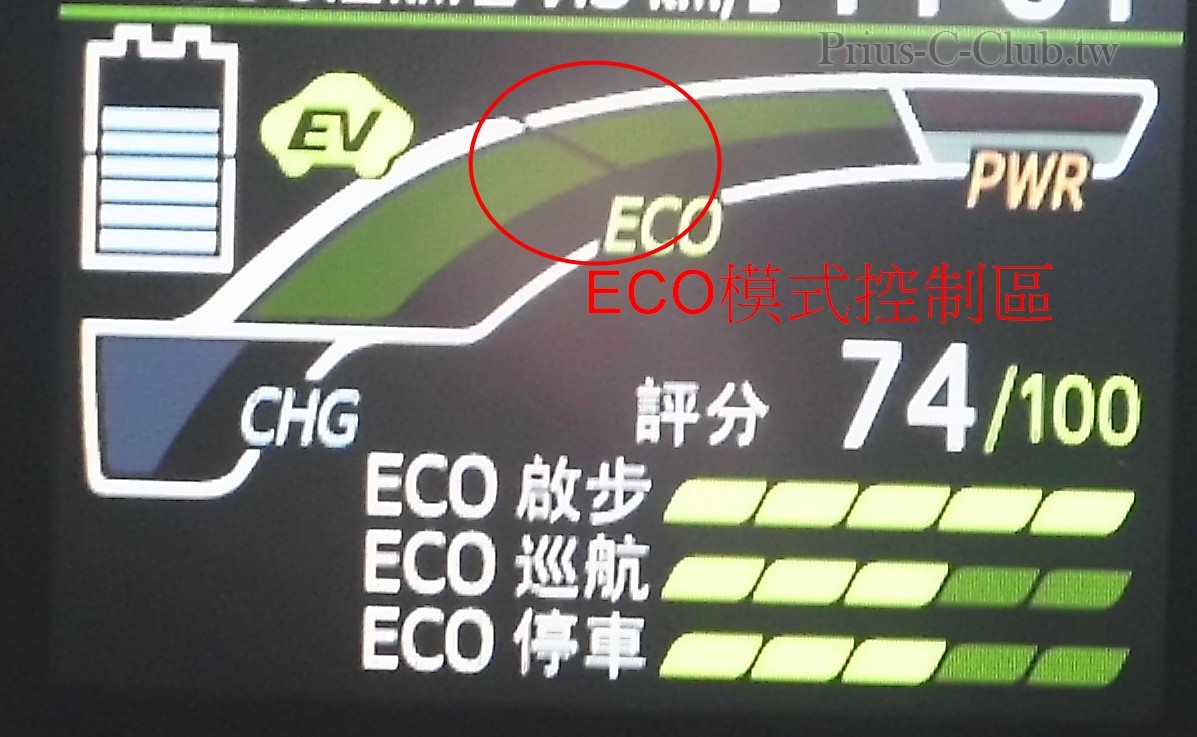 Prius-C-Club.tw
EV
PWR
ECO
ECO模式控制區
CHG
評分 74/100
ECO 啟步
ECO 巡航
ECO 停車